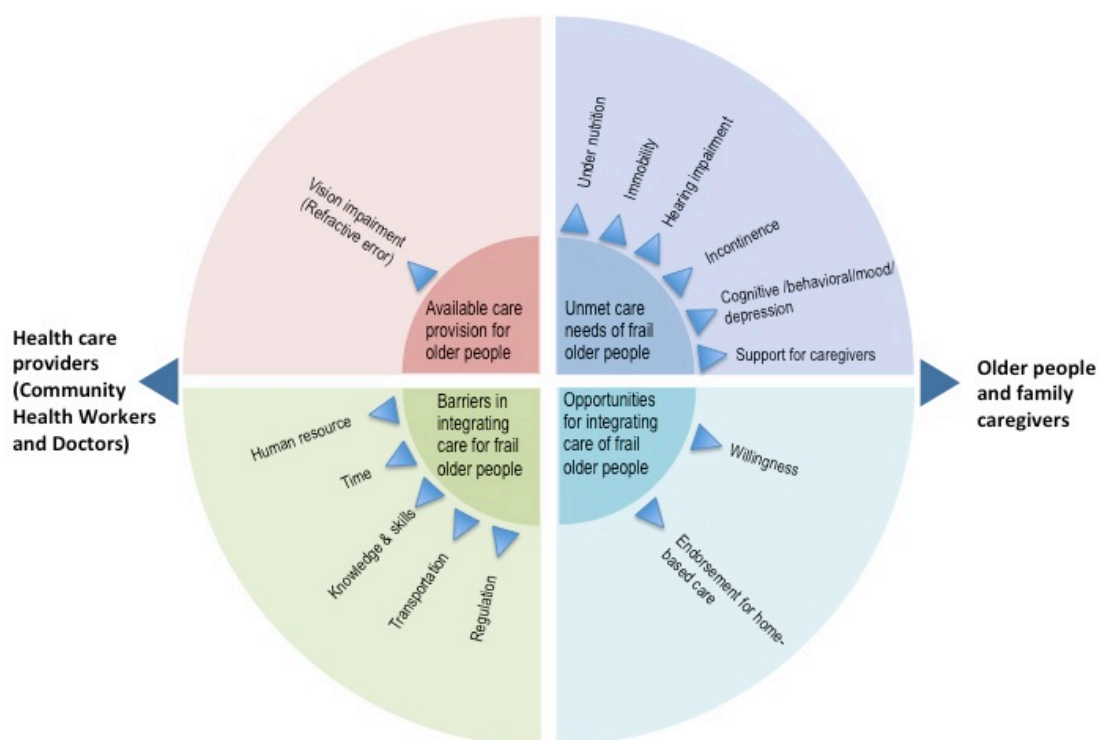 Health care
providers
(Community
Health Workers
and Doctors)
Vision impairment
(Refractive error)
Available care
provision for
older people
Under nutrition
Immobility
Hearing impairment
Incontinence
Cognitive /behavioral/mood/
depression
Support for caregivers
Unmet care
needs of frail
older people
Barriers in
integrating
care for frail
older people
Human resource
Time
Knowledge & skills
Transportation
Regulation
Opportunities
for integrating
care of frail
older people
Willingness
Endorsement for home-
based care
Older people
and family
caregivers